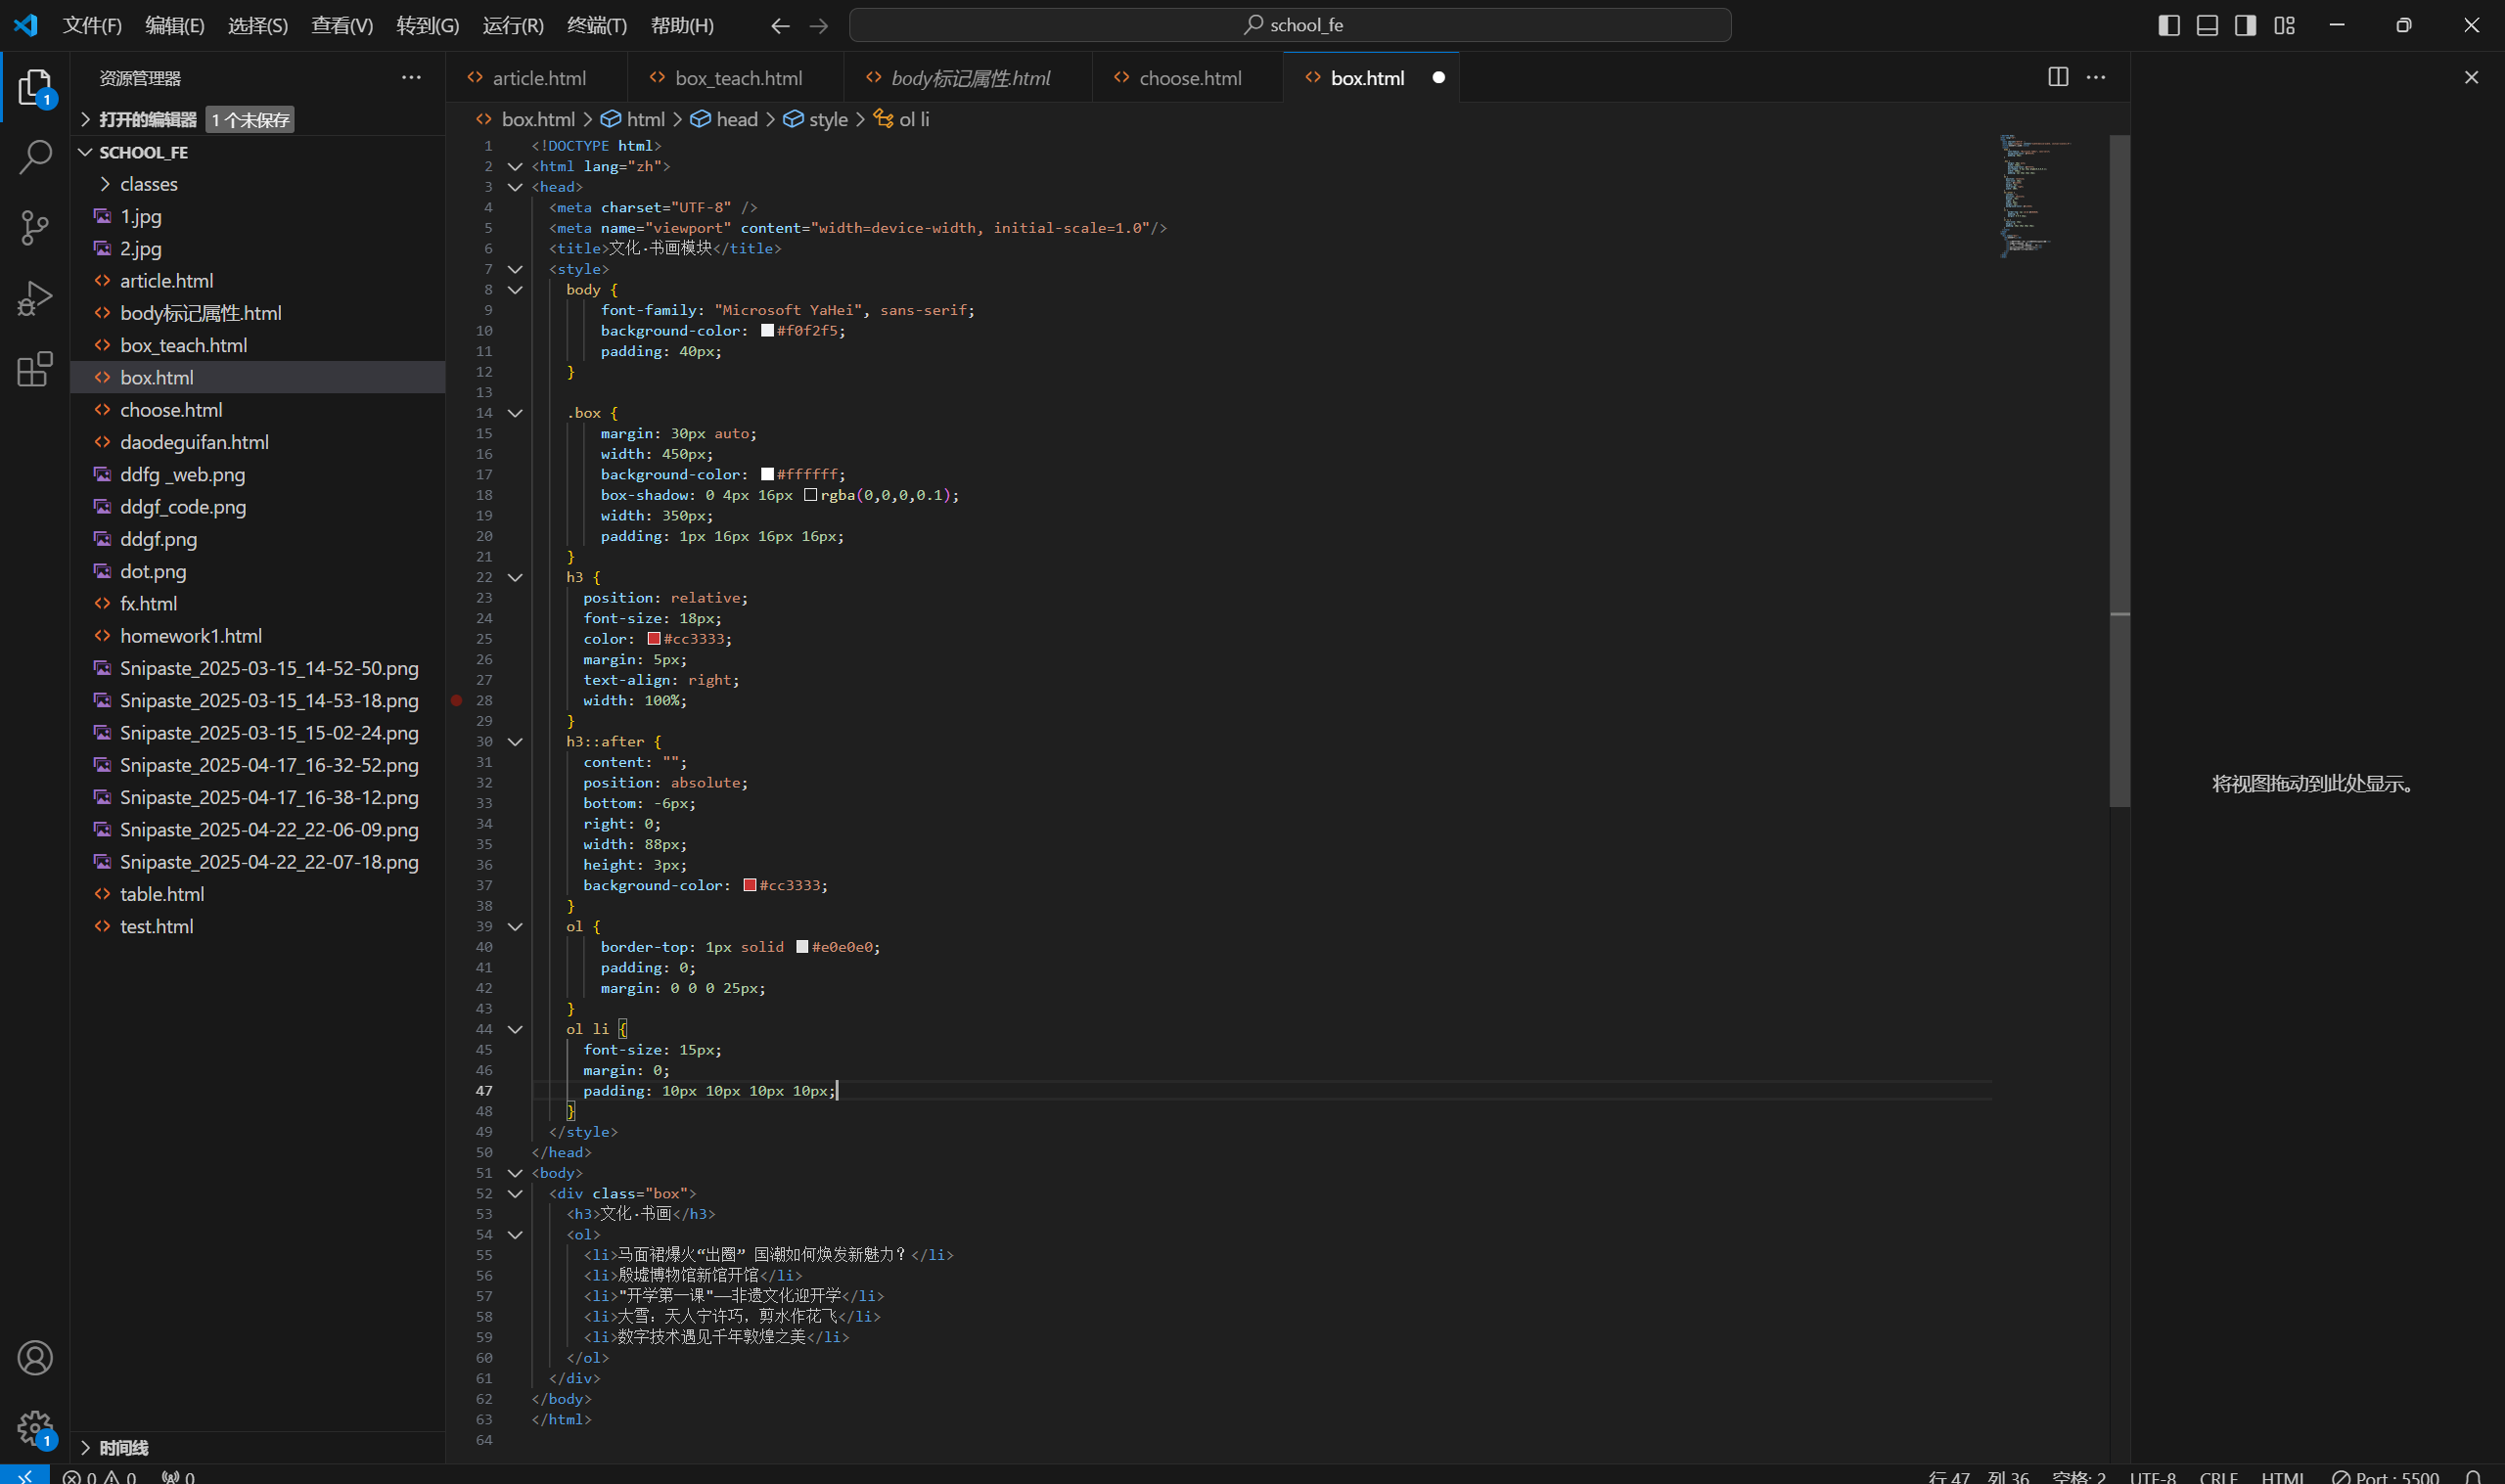 文件(F) 编辑(E) 选择(S) 查看(V) 转到(G) 运行(R) 终端(T) 帮助(H) school_fe
资源管理器
打开的编辑器 1个未保存
SCHOOL_FE
classes
1.jpg
2.jpg
article.html
body标记属性.html
box_teach.html
box.html
choose.html
daodeguifan.html
ddfg _web.png
ddgf_code.png
ddgf.png
dot.png
fx.html
homework1.html
Snipaste_2025-03-15_14-52-50.png
Snipaste_2025-03-15_14-53-18.png
Snipaste_2025-03-15_15-02-24.png
Snipaste_2025-04-17_16-32-52.png
Snipaste_2025-04-17_16-38-12.png
Snipaste_2025-04-22_22-06-09.png
Snipaste_2025-04-22_22-07-18.png
table.html
test.html
时间线
1
1
article.html box_teach.html body标记属性.html choose.html box.html
box.html > html > head > style > ol li
1 <!DOCTYPE html>
2 <html lang="zh">
3 <head>
4 <meta charset="UTF-8" />
5 <meta name="viewport" content="width=device-width, initial-scale=1.0"/>
6 <title>文化·书画模块</title>
7 <style>
8 body {
9 font-family: "Microsoft YaHei", sans-serif;
10 background-color: #f0f2f5;
11 padding: 40px;
12 }
13
14 .box {
15 margin: 30px auto;
16 width: 450px;
17 background-color: #ffffff;
18 box-shadow: 0 4px 16px rgba(0,0,0,0.1);
19 width: 350px;
20 padding: 1px 16px 16px 16px;
21 }
22 h3 {
23 position: relative;
24 font-size: 18px;
25 color: #cc3333;
26 margin: 5px;
27 text-align: right;
28 width: 100%;
29 }
30 h3::after {
31 content: "";
32 position: absolute;
33 bottom: -6px;
34 right: 0;
35 width: 88px;
36 height: 3px;
37 background-color: #cc3333;
38 }
39 ol {
40 border-top: 1px solid #e0e0e0;
41 padding: 0;
42 margin: 0 0 0 25px;
43 }
44 ol li {
45 font-size: 15px;
46 margin: 0;
47 padding: 10px 10px 10px 10px;
48 }
49 </style>
50 </head>
51 <body>
52 <div class="box">
53 <h3>文化·书画</h3>
54 <ol>
55 <li>马面裙爆火“出圈” 国潮如何焕发新魅力？</li>
56 <li>殷墟博物馆新馆开馆</li>
57 <li>"开学第一课"—非遗文化迎开学</li>
58 <li>大雪：天人宁许巧，剪水作花飞</li>
59 <li>数字技术遇见千年敦煌之美</li>
60 </ol>
61 </div>
62 </body>
63 </html>
64
将视图拖动到此处显示。
0 0 0 行 47，列 36 空格: 2 UTF-8 CRLF HTML Port : 5500